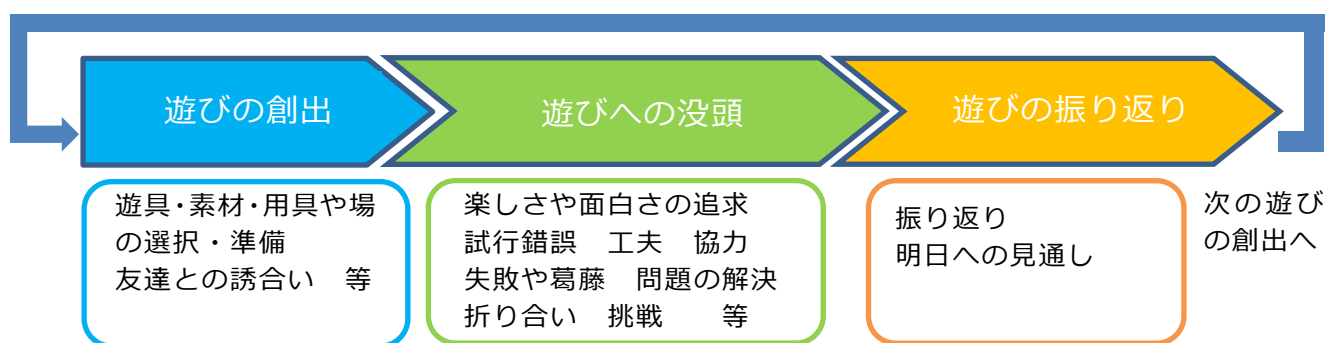 遊びの創出
遊びへの没頭
遊びの振り返り
遊具・素材・用具や場
の選択・準備
友達との誘合い　等
楽しさや面白さの追求
試行錯誤　工夫　協力
失敗や葛藤　問題の解決
折り合い　挑戦　　等
振り返り
明日への見通し
次の遊び
の創出へ